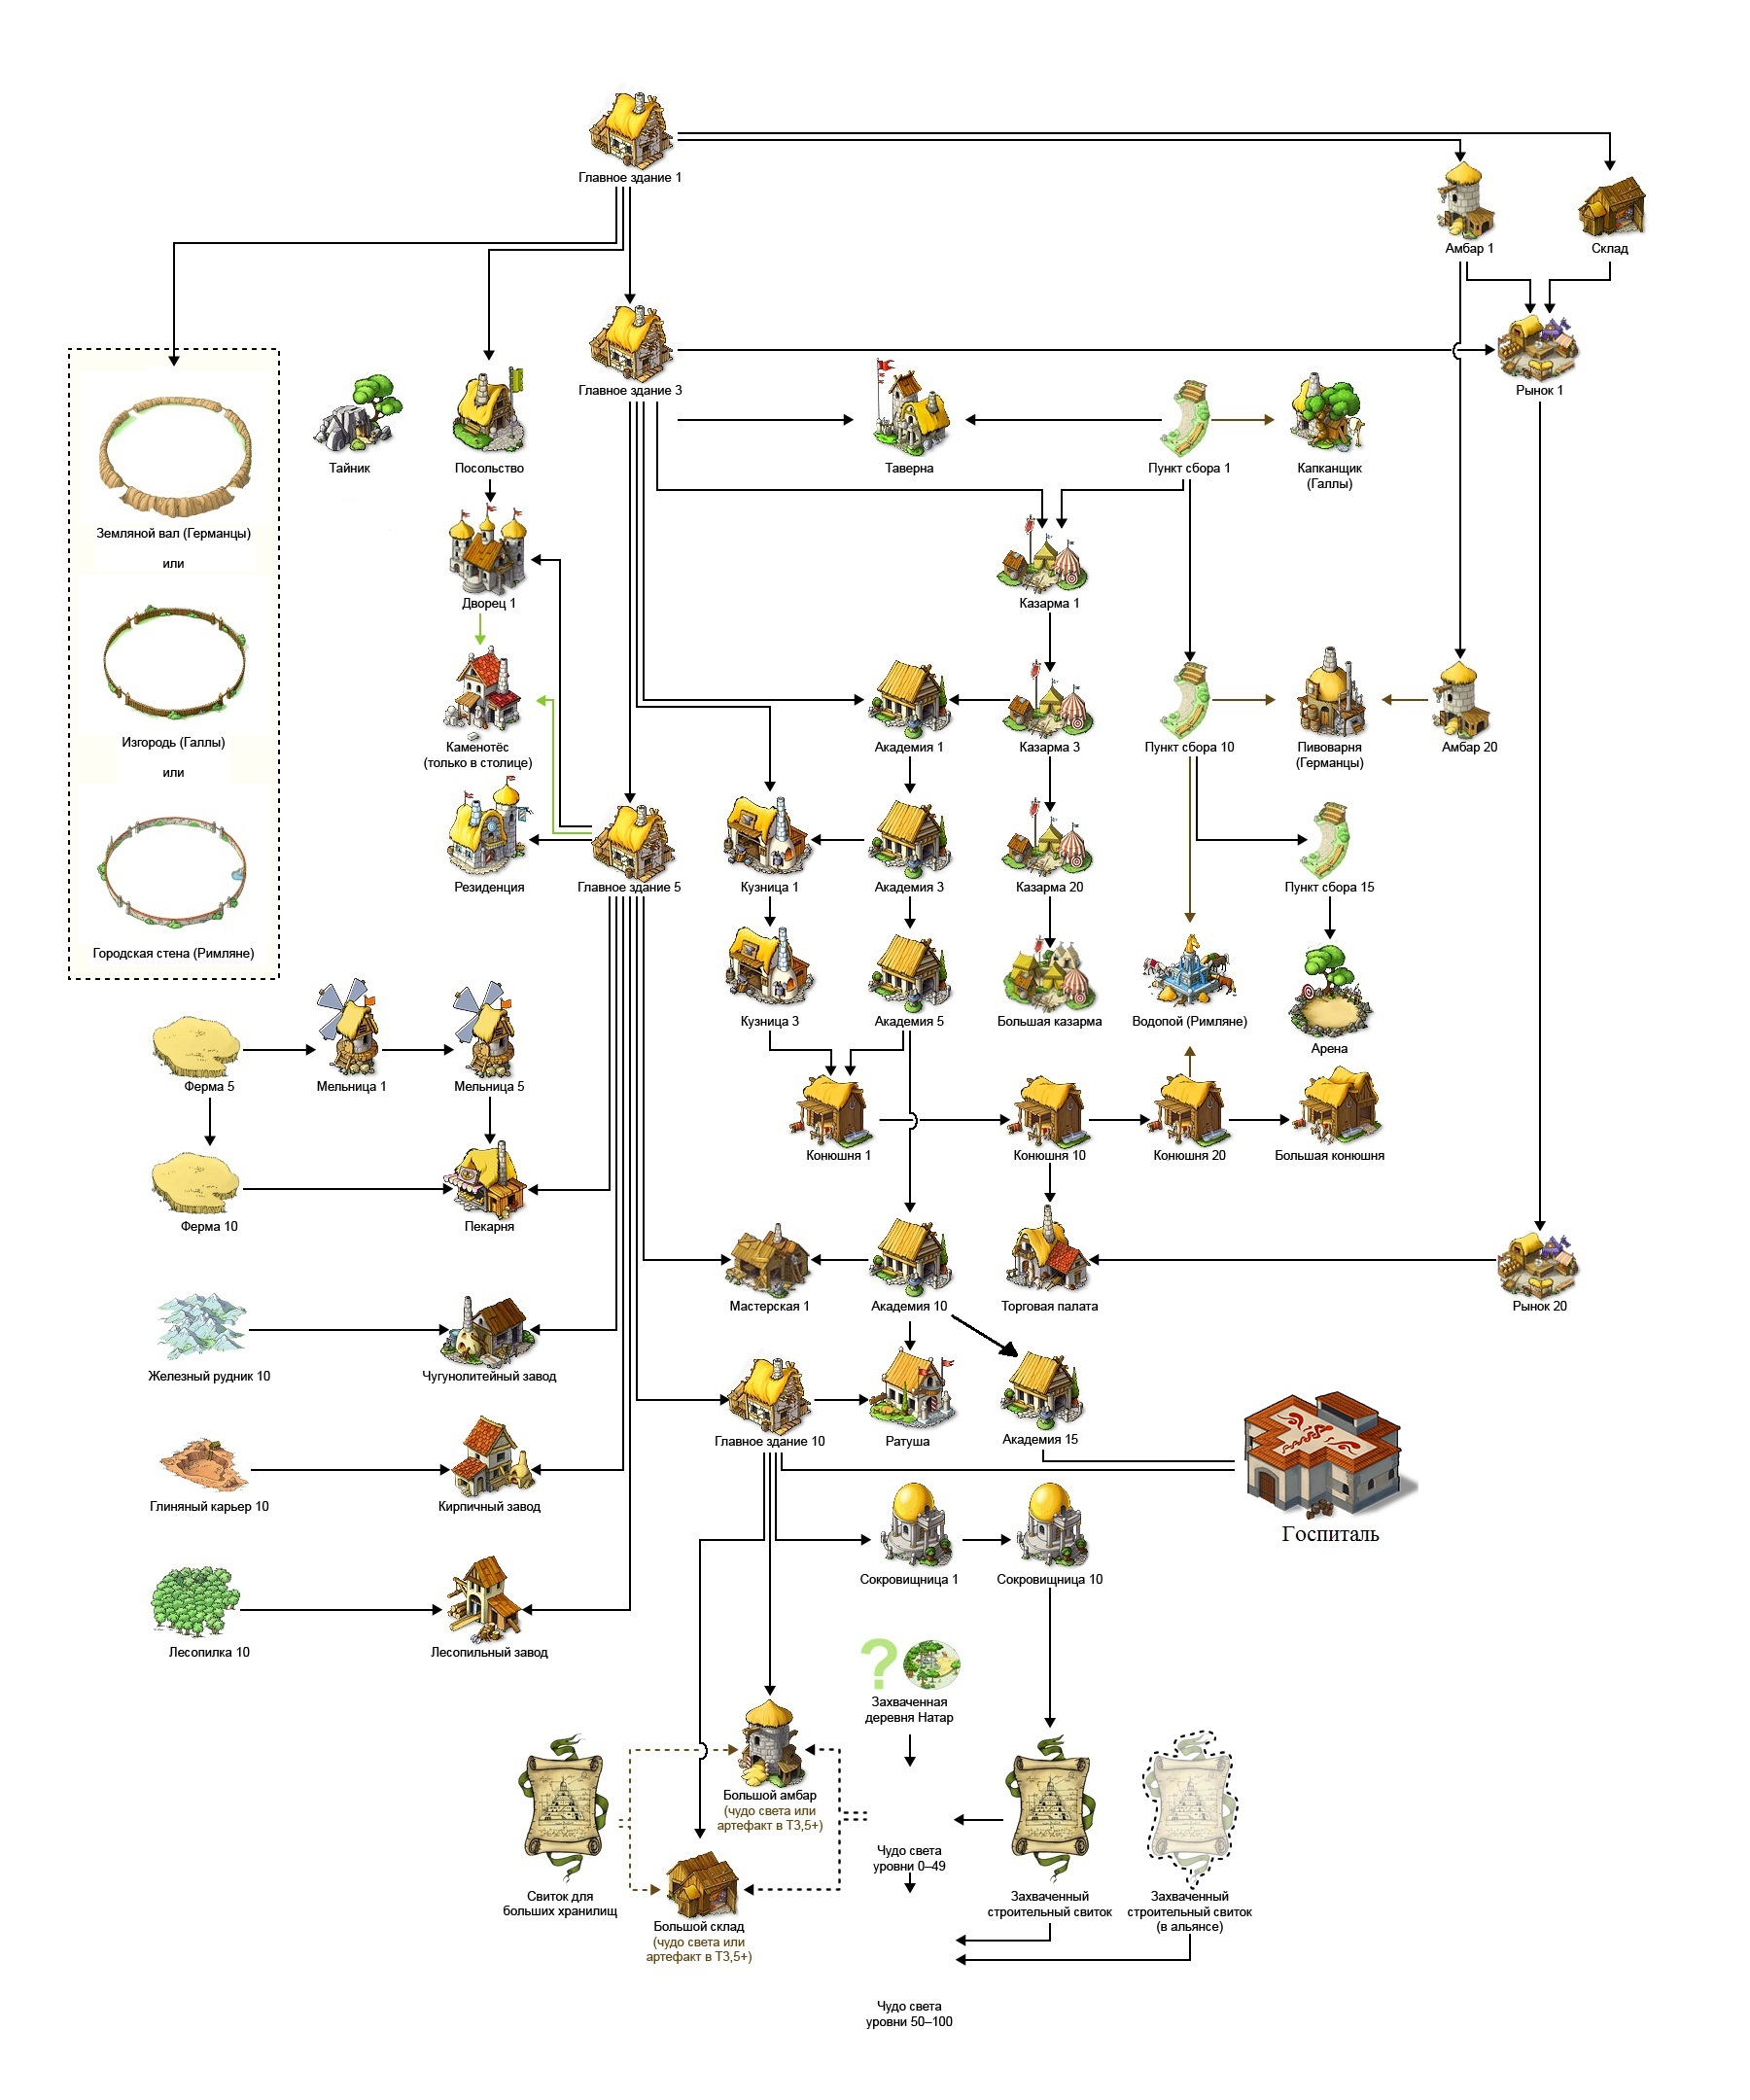 Главное здание 1
Амбар 1
Склад
Главное здание 3
Рынок 1
Тайник
Посольство
Таверна
Пункт сбора 1
Капканщик
(Галлы)
Земляной вал (Германцы)
или
Изгородь (Галлы)
или
Городская стена (Римляне)
Дворец 1
Казарма 1
Каменотёс
(только в столице)
Академия 1
Казарма 3
Пункт сбора 10
Пивоварня
(Германцы)
Амбар 20
Резиденция
Главное здание 5
Кузница 1
Академия 3
Казарма 20
Пункт сбора 15
Кузница 3
Академия 5
Большая казарма
Водопой (Римляне)
Арена
Ферма 5
Мельница 1
Мельница 5
Конюшня 1
Конюшня 10
Конюшня 20
Большая конюшня
Ферма 10
Пекарня
Мастерская 1
Академия 10
Торговая палата
Рынок 20
Железный рудник 10
Чугунолитейный завод
Главное здание 10
Ратуша
Академия 15
Глиняный карьер 10
Кирпичный завод
Госпиталь
Сокровищница 1
Сокровищница 10
Лесопилка 10
Лесопильный завод
?
Захваченная
деревня Натар
Большой амбар
(чудо света или
артефакт в Т3,5+)
Чудо света
уровни 0–49
Свиток для
больших хранилищ
Захваченный
строительный свиток
Захваченный
строительный свиток
(в альянсе)
Большой склад
(чудо света или
артефакт в Т3,5+)
Чудо света
уровни 50–100